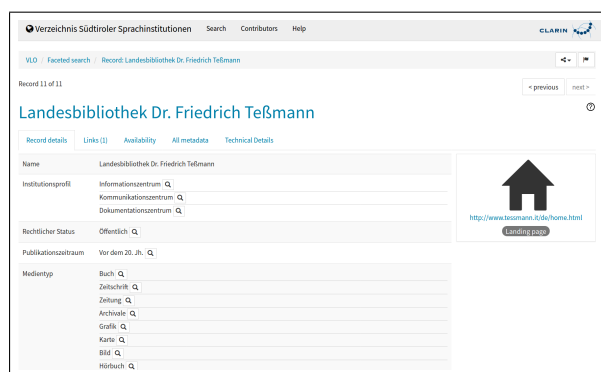 Verzeichnis Südtiroler Sprachinstitutionen Search Contributors Help CLARIN
VLO / Faceted search / Record: Landesbibliothek Dr. Friedrich Teßmann
Record 11 of 11
< previous next >
Landesbibliothek Dr. Friedrich Teßmann
Record details Links (1) Availability All metadata Technical Details
Name Landesbibliothek Dr. Friedrich Teßmann
Institutionsprofil Informationszentrum
Kommunikationszentrum
Dokumentationszentrum
http://www.tessmann.it/de/home.html
Landing page
Rechtlicher Status Öffentlich
Publikationszeitraum Vor dem 20. Jh.
Medientyp Buch
Zeitschrift
Zeitung
Archivale
Grafik
Karte
Bild
Hörbuch